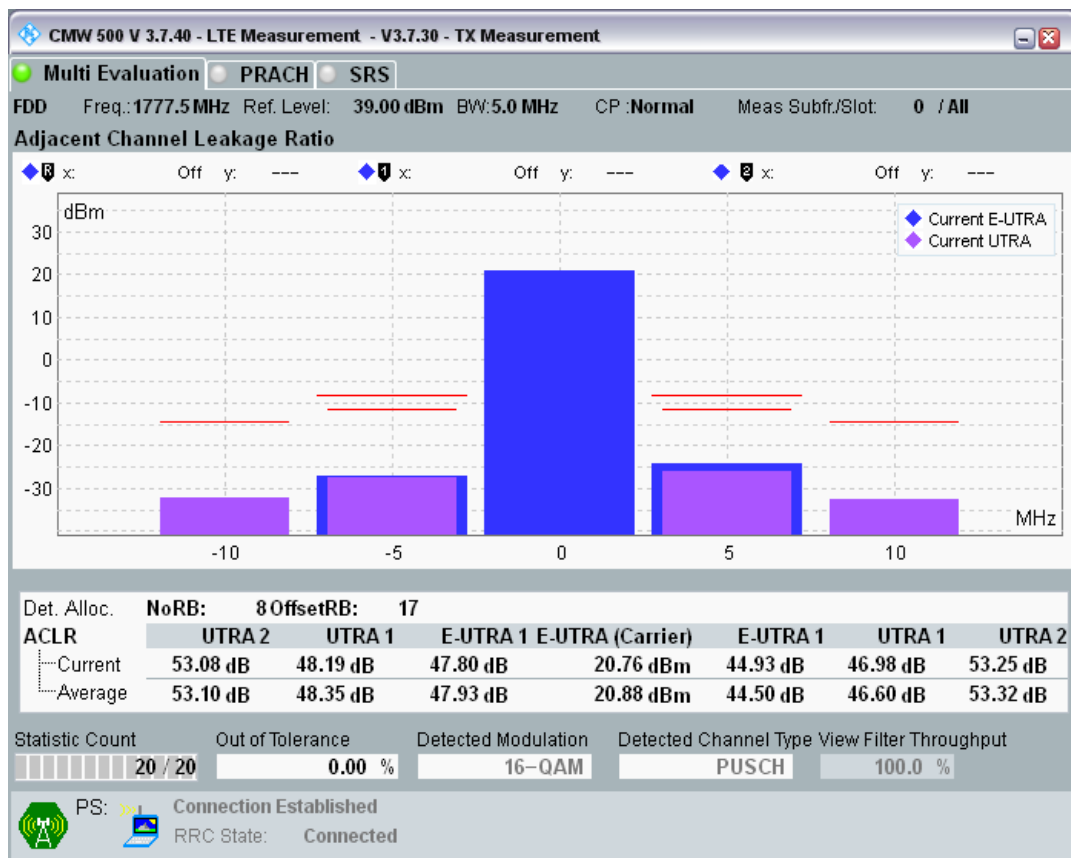 CMW 500 V 3.7.40 - LTE Measurement - V3.7.30 - TX Measurement
Multi Evaluation PRACH SRS
FDD Freq.:1777.5 MHz Ref. Level: 39.00 dBm BW:5.0 MHz CP :Normal Meas Subfr./Slot: 0 / All
Adjacent Channel Leakage Ratio
R x: Off y: --- 1 x: Off y: --- 2 x: Off y: ---
dBm
Current E-UTRA
Current UTRA
30
20
10
0
-10
-20
-30
MHz
-10 -5 0 5 10
Det. Alloc. NoRB: 8 OffsetRB: 17
ACLR UTRA 2 UTRA 1 E-UTRA 1 E-UTRA (Carrier) E-UTRA 1 UTRA 1 UTRA 2
Current 53.08 dB 48.19 dB 47.80 dB 20.76 dBm 44.93 dB 46.98 dB 53.25 dB
Average 53.10 dB 48.35 dB 47.93 dB 20.88 dBm 44.50 dB 46.60 dB 53.32 dB
Statistic Count Out of Tolerance Detected Modulation Detected Channel Type View Filter Throughput
20 / 20 0.00 % 16-QAM PUSCH 100.0 %
PS: Connection Established
RRC State: Connected